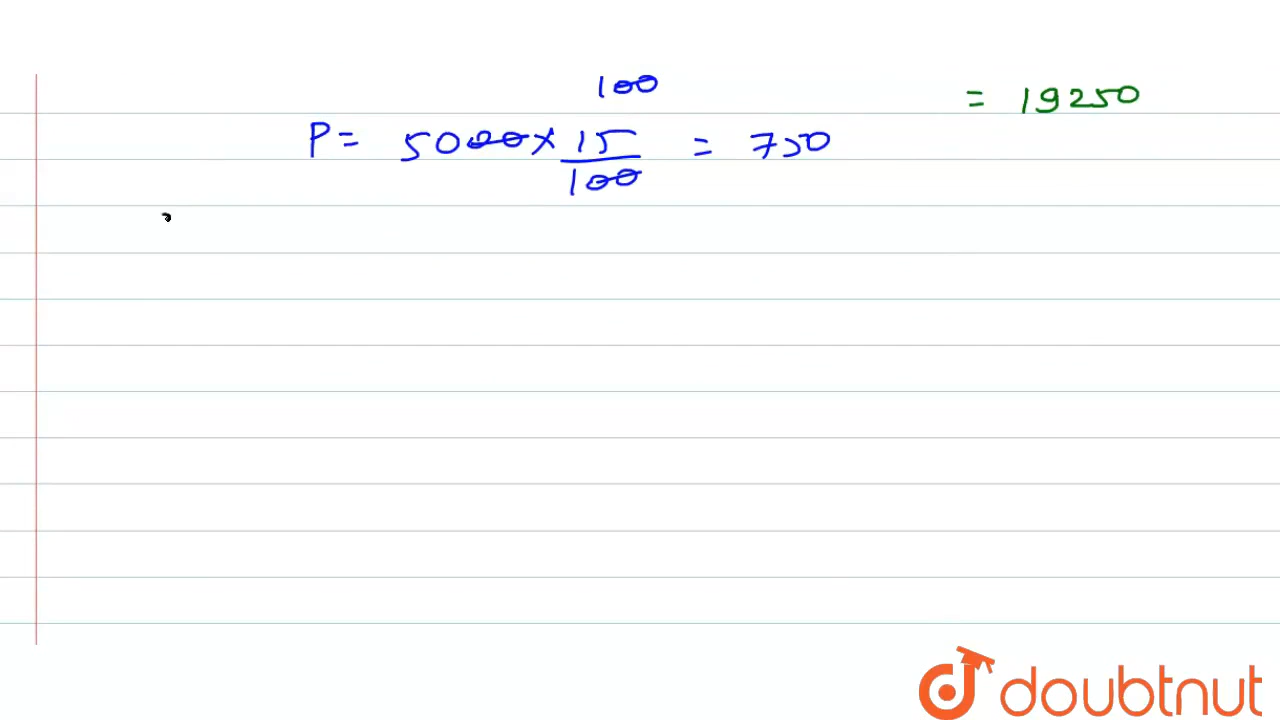 100
= 19250
P = 5000 × 15/100 = 750
doubtnut